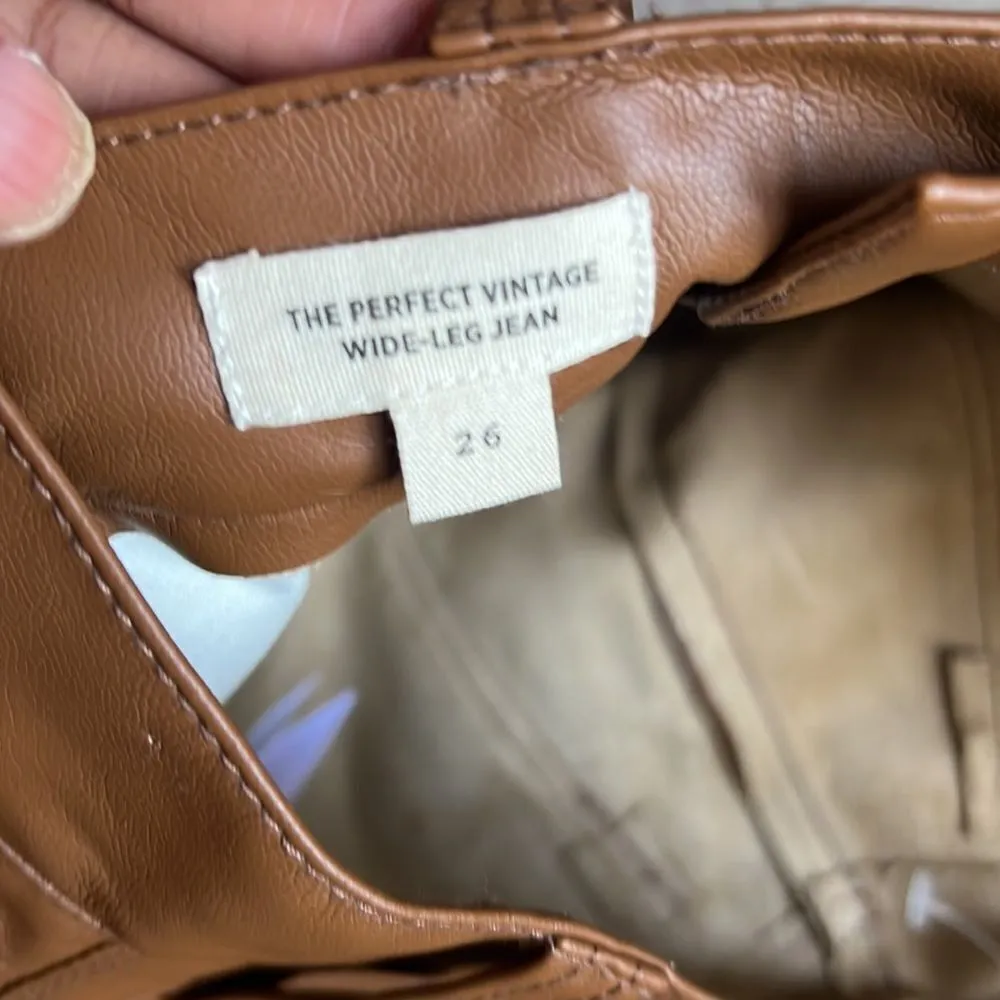 THE PERFECT VINTAGE
WIDE-LEG JEAN
26